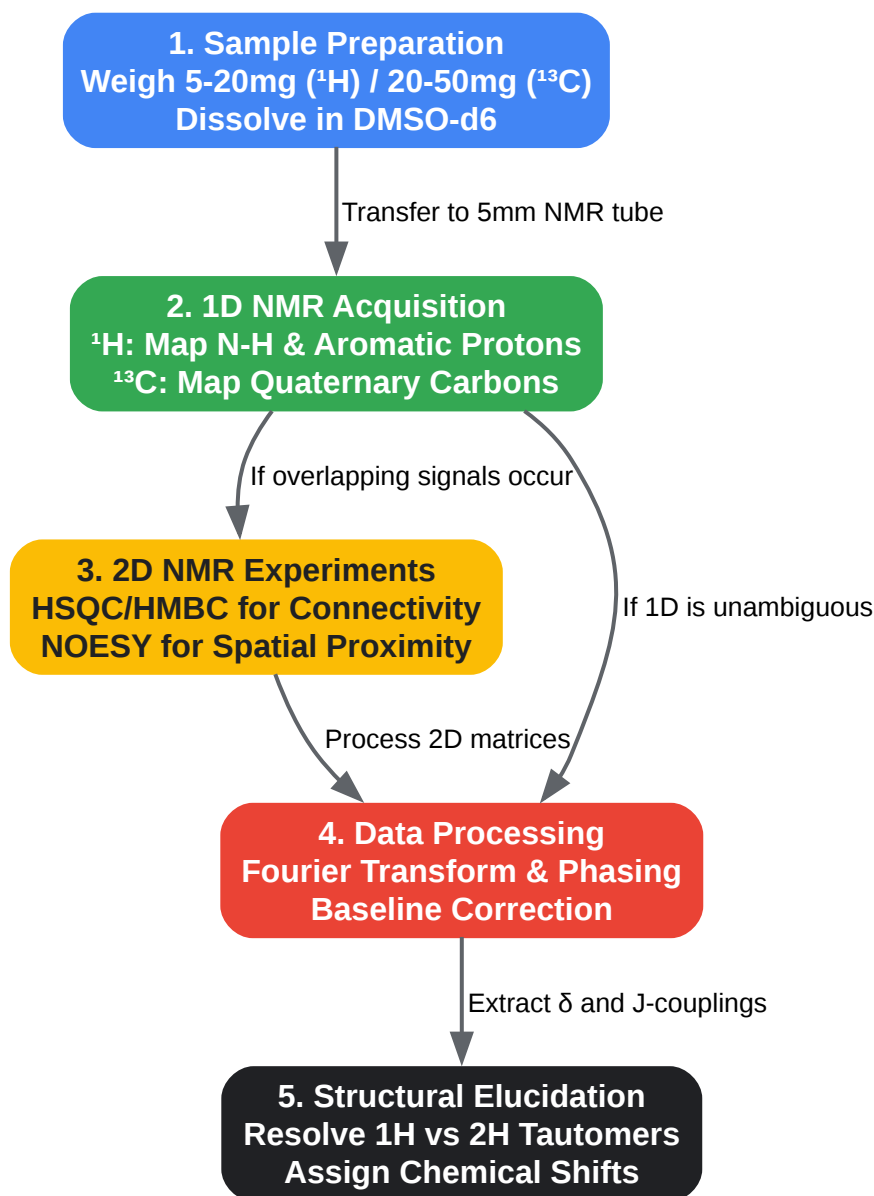 1. Sample Preparation
Weigh 5-20mg (¹H) / 20-50mg (¹³C)
Dissolve in DMSO-d6
Transfer to 5mm NMR tube
2. 1D NMR Acquisition
¹H: Map N-H & Aromatic Protons
¹³C: Map Quaternary Carbons
If overlapping signals occur
3. 2D NMR Experiments
HSQC/HMBC for Connectivity
NOESY for Spatial Proximity
If 1D is unambiguous
Process 2D matrices
4. Data Processing
Fourier Transform & Phasing
Baseline Correction
Extract δ and J-couplings
5. Structural Elucidation
Resolve 1H vs 2H Tautomers
Assign Chemical Shifts